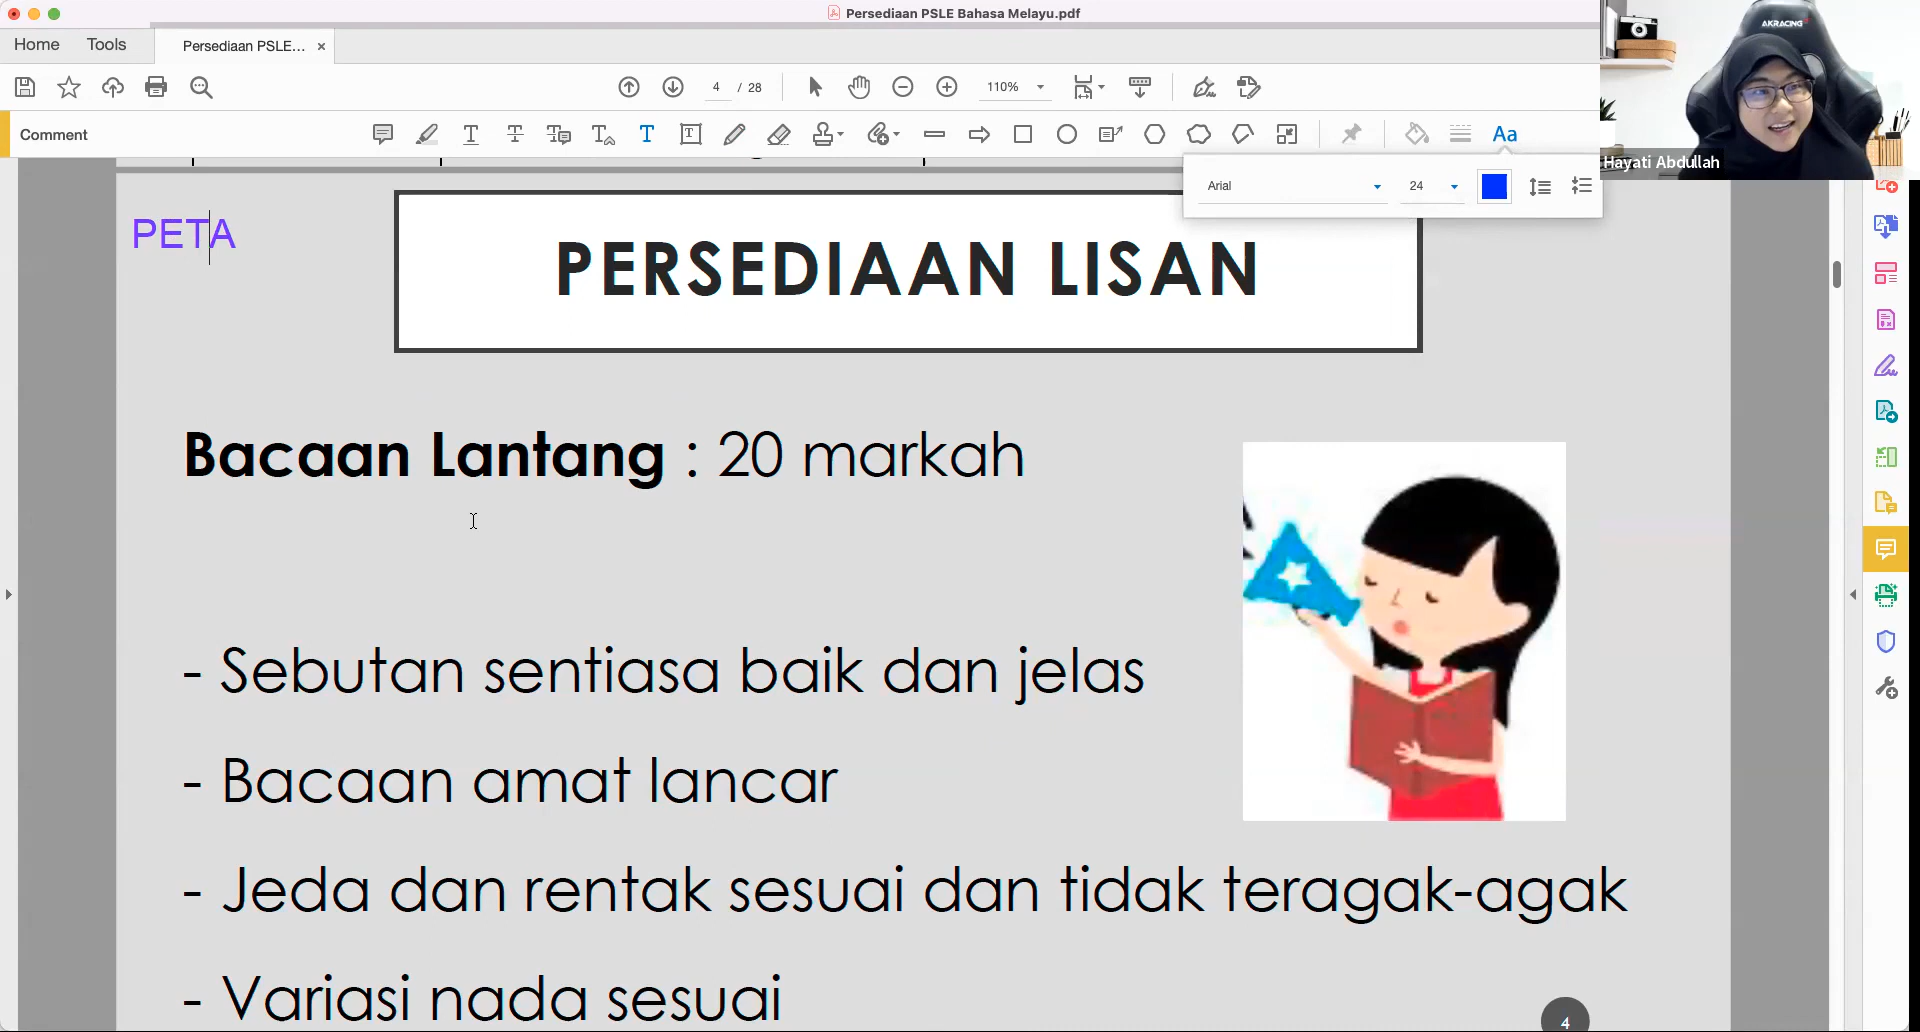 Persediaan PSLE Bahasa Melayu.pdf
AKRACING
Home Tools Persediaan PSLE... ×
4 / 28 110%
Comment
Aa
Hayati Abdullah
Arial 24
PETA
PERSEDIAAN LISAN
Bacaan Lantang : 20 markah
- Sebutan sentiasa baik dan jelas
- Bacaan amat lancar
- Jeda dan rentak sesuai dan tidak teragak-agak
- Variasi nada sesuai
4